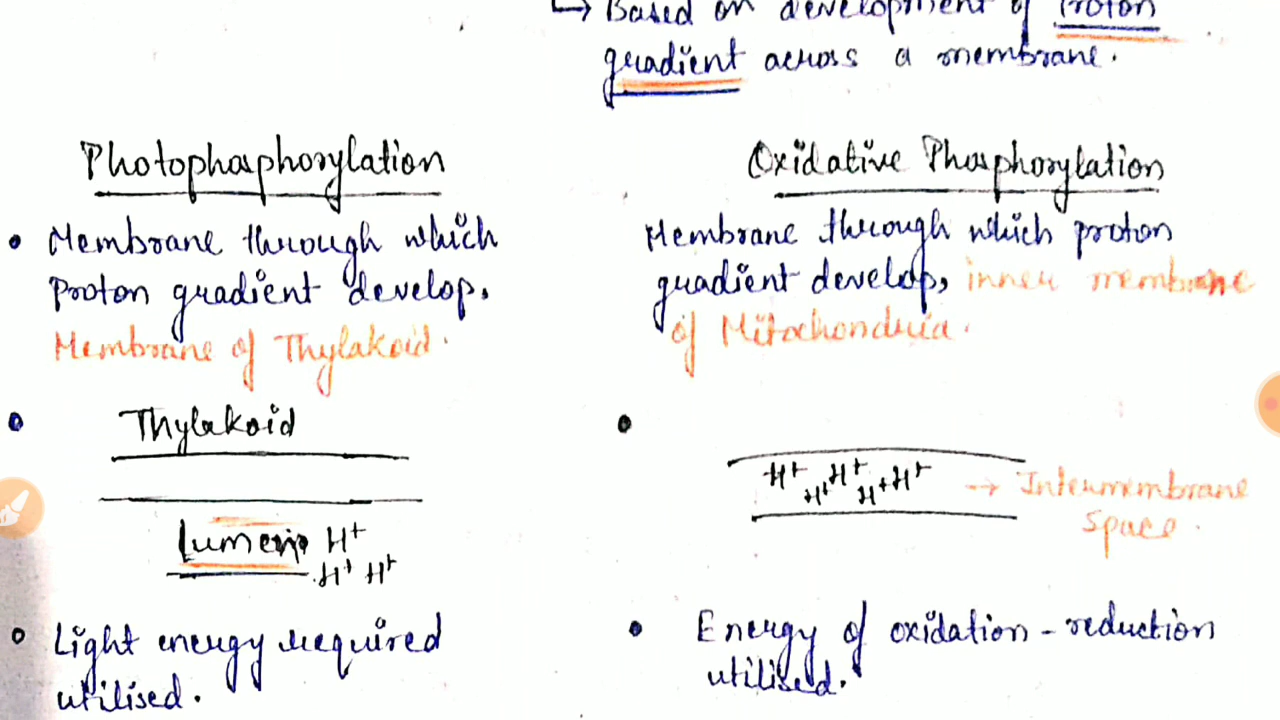 ↳ Based on development of Proton
gradient across a membrane.
Photophosphorylation
• Membrane through which
Proton gradient develop,
Membrane of Thylakoid.
• Thylakoid
Lumen H⁺
H⁺ H⁺
• Light energy required
utilised.
Oxidative Phosphorylation
Membrane through which proton
gradient develop, inner membrane
of Mitochondria.
•
H⁺ H⁺ H⁺
H⁺ H⁺
→ Intermembrane
Space.
• Energy of oxidation-reduction
utilised.